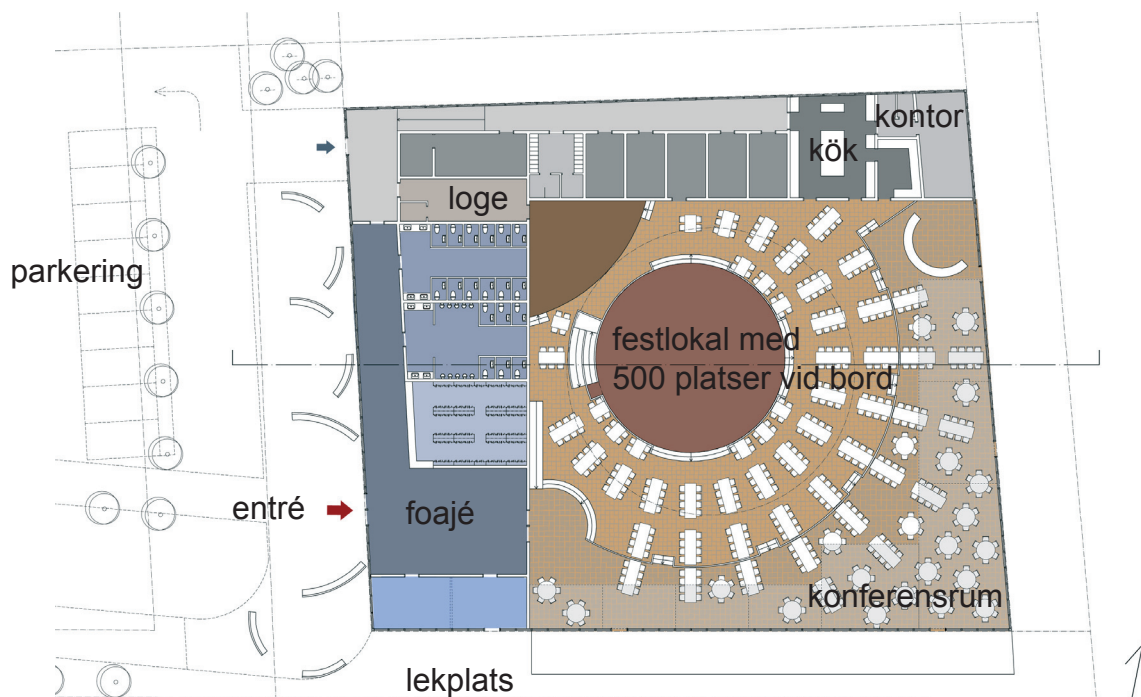 kontor
kök
loge
parkering
festlokal med
500 platser vid bord
entré
foajé
konferensrum
lekplats